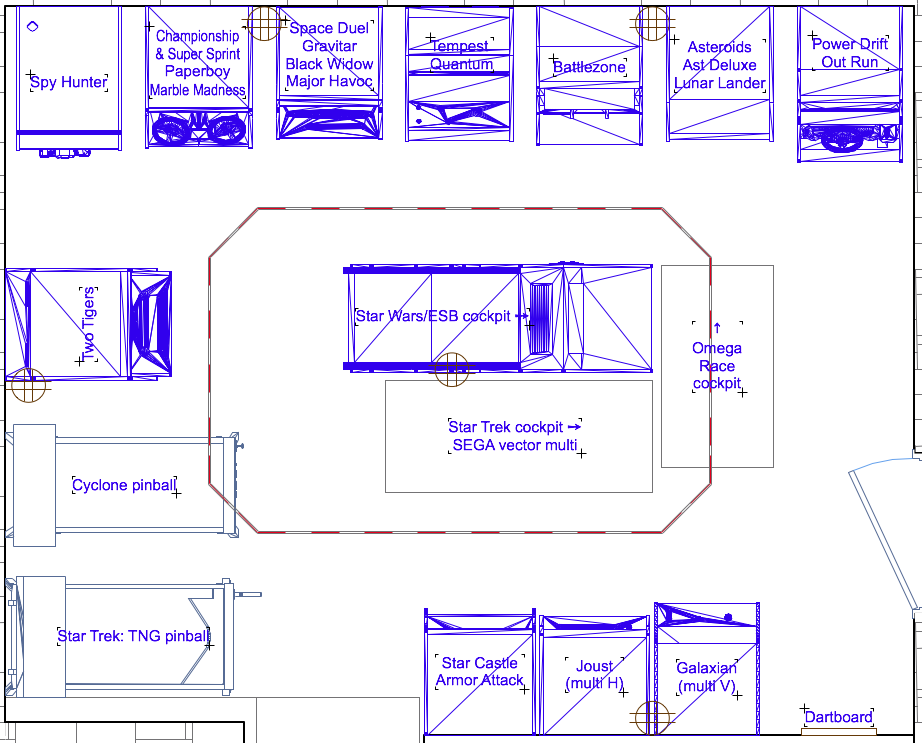 Spy Hunter
Championship
& Super Sprint
Paperboy
Marble Madness
Space Duel
Gravitar
Black Widow
Major Havoc
Tempest
Quantum
Battlezone
Asteroids
Ast Deluxe
Lunar Lander
Power Drift
Out Run
Two Tigers
Star Wars/ESB cockpit →
↑
Omega
Race
cockpit
Star Trek cockpit →
SEGA vector multi
Cyclone pinball
Star Trek: TNG pinball
Star Castle
Armor Attack
Joust
(multi H)
Galaxian
(multi V)
Dartboard